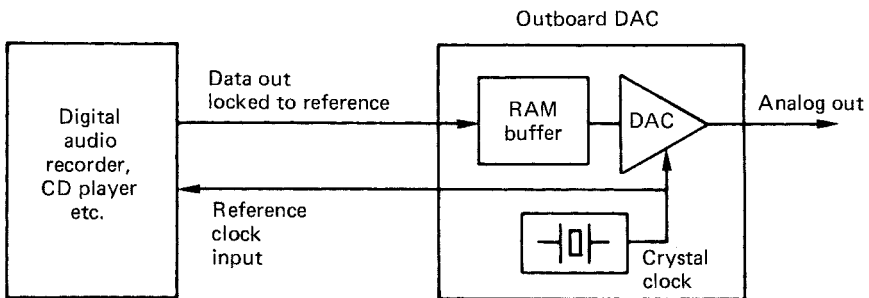 Outboard DAC
Digital
audio
recorder,
CD player
etc.
Data out
locked to reference
RAM
buffer
DAC
Analog out
Reference
clock
input
Crystal
clock